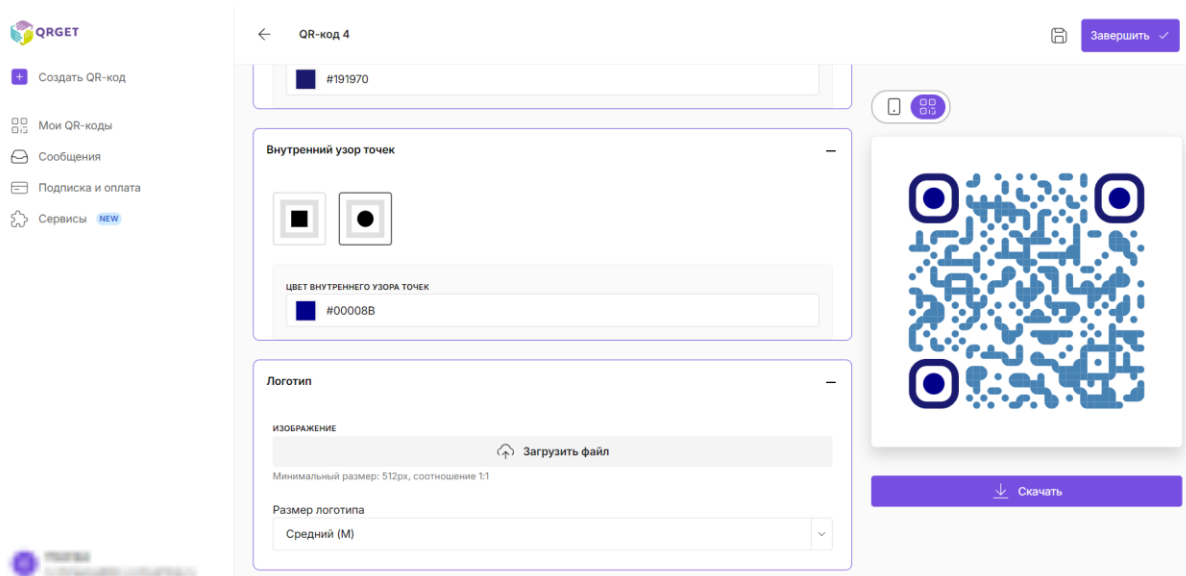 QRGET
QR-код 4
Завершить
Создать QR-код
#191970
Мои QR-коды
Сообщения
Подписка и оплата
Сервисы NEW
Внутренний узор точек
ЦВЕТ ВНУТРЕННЕГО УЗОРА ТОЧЕК
#00008B
Логотип
ИЗОБРАЖЕНИЕ
Загрузить файл
Минимальный размер: 512px, соотношение 1:1
Размер логотипа
Средний (M)
Скачать